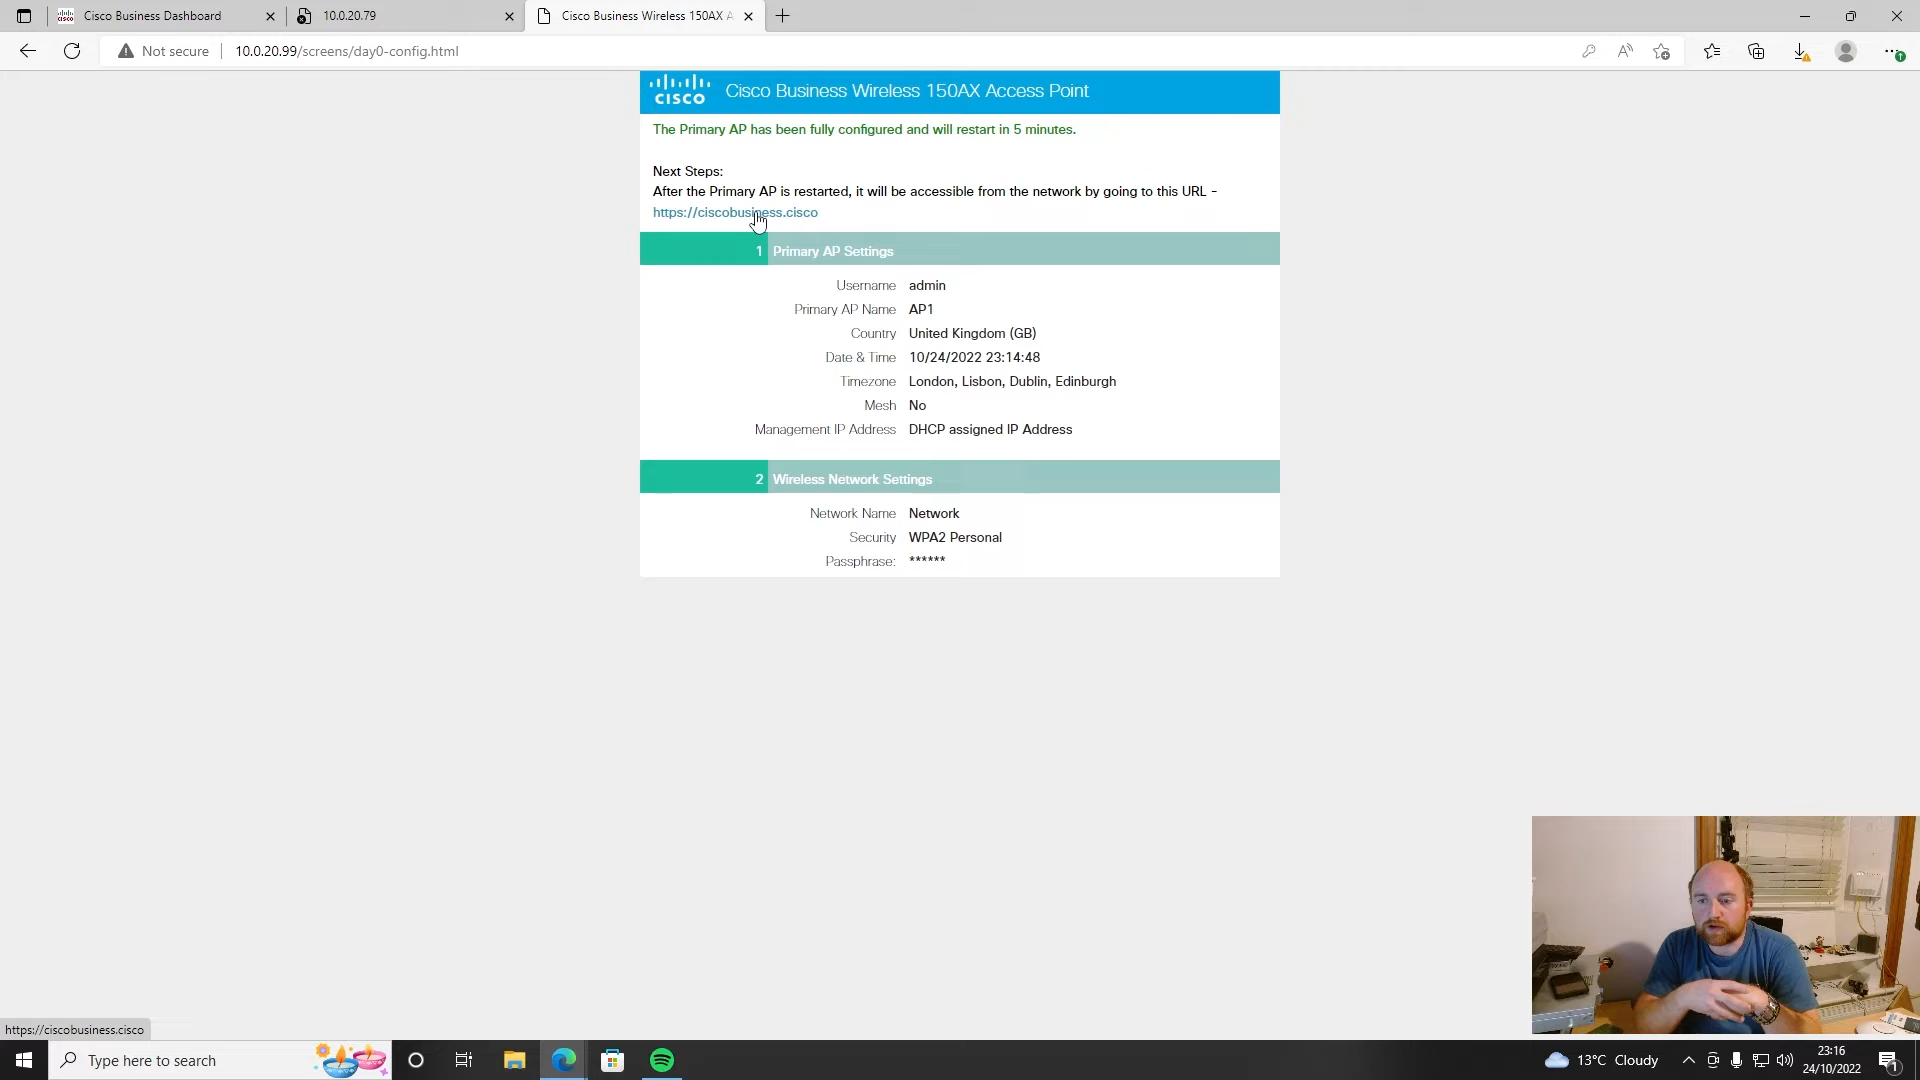 Cisco Business Dashboard
10.0.20.79
Cisco Business Wireless 150AX A
Not secure
10.0.20.99/screens/day0-config.html
CISCO
Cisco Business Wireless 150AX Access Point
The Primary AP has been fully configured and will restart in 5 minutes.
Next Steps:
After the Primary AP is restarted, it will be accessible from the network by going to this URL -
https://ciscobusiness.cisco
1 Primary AP Settings
Username admin
Primary AP Name AP1
Country United Kingdom (GB)
Date & Time 10/24/2022 23:14:48
Timezone London, Lisbon, Dublin, Edinburgh
Mesh No
Management IP Address DHCP assigned IP Address
2 Wireless Network Settings
Network Name Network
Security WPA2 Personal
Passphrase: ******
https://ciscobusiness.cisco
Type here to search
13°C Cloudy
23:16
24/10/2022
1